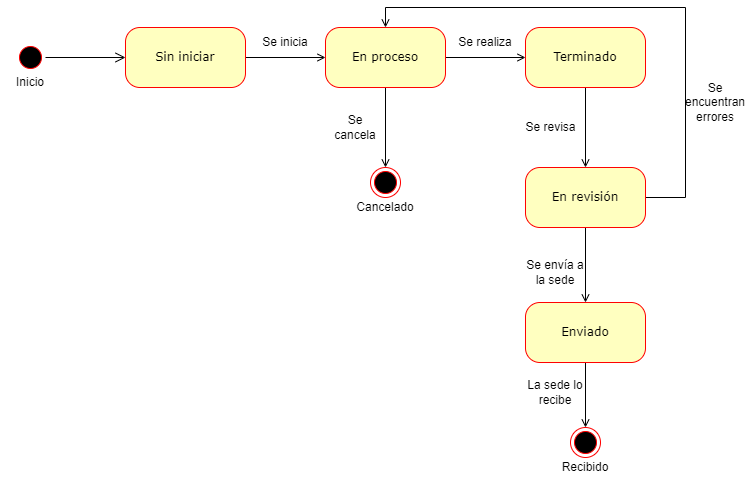 Se inicia
Se realiza
Sin iniciar
En proceso
Terminado
Inicio
Se
encuentran
errores
Se
cancela
Se revisa
Cancelado
En revisión
Se envía a
la sede
Enviado
La sede lo
recibe
Recibido